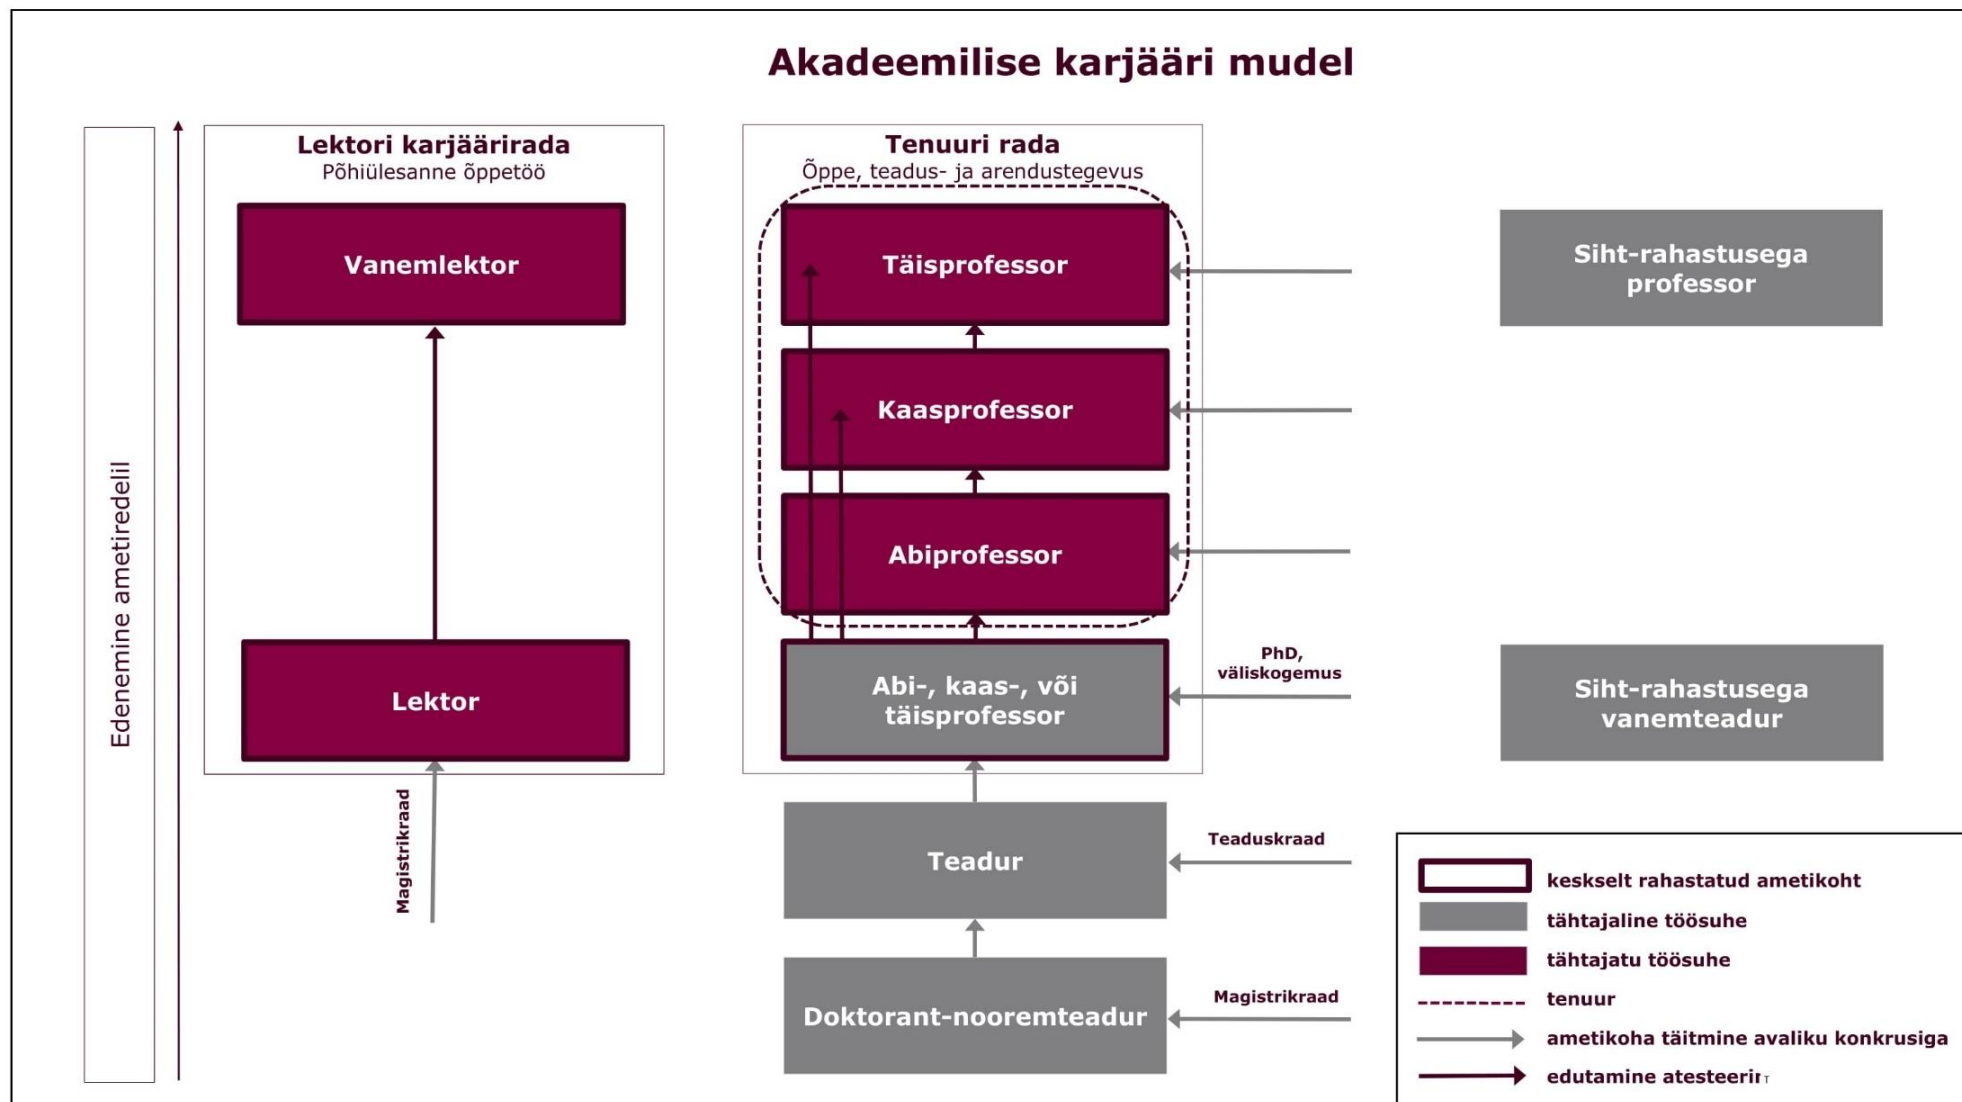 Akadeemilise karjääri mudel
Edenemine ametiredelil
Lektori karjäärirada
Põhiülesanne õppetöö
Vanemlektor
Lektor
Magistrikraad
Tenuuri rada
Õppe, teadus- ja arendustegevus
Täisprofessor
Kaasprofessor
Abiprofessor
Abi-, kaas-, või
täisprofessor
Teadur
Doktorant-nooremteadur
PhD,
väliskogemus
Teaduskraad
Magistrikraad
Siht-rahastusega
professor
Siht-rahastusega
vanemteadur
keskselt rahastatud ametikoht
tähtajaline töösuhe
tähtajatu töösuhe
tenuur
ametikoha täitmine avaliku konkrusiga
edutamine